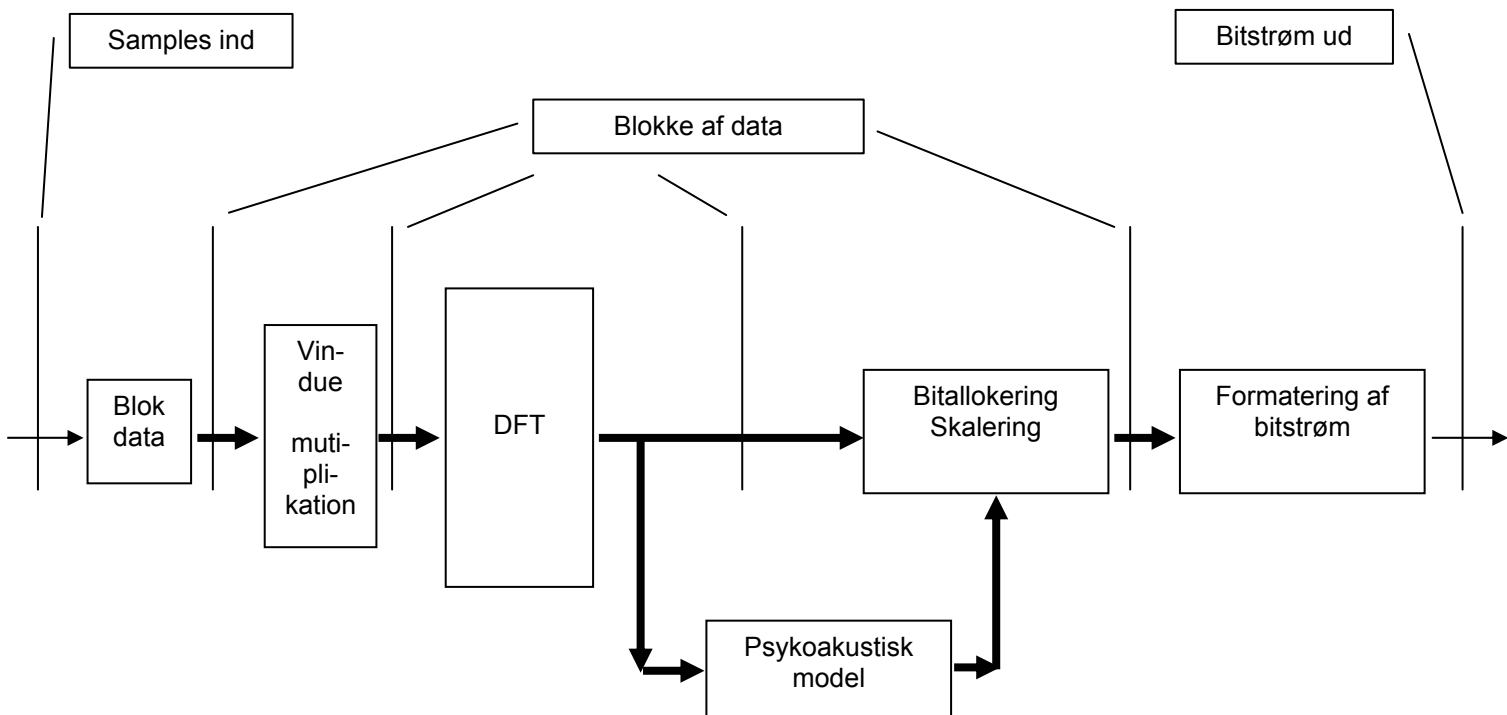 Samples ind
Bitstrøm ud
Blokke af data
Blok
data
Vin-
due
muti-
pli-
kation
DFT
Bitallokering
Skalering
Formatering af
bitstrøm
Psykoakustisk
model